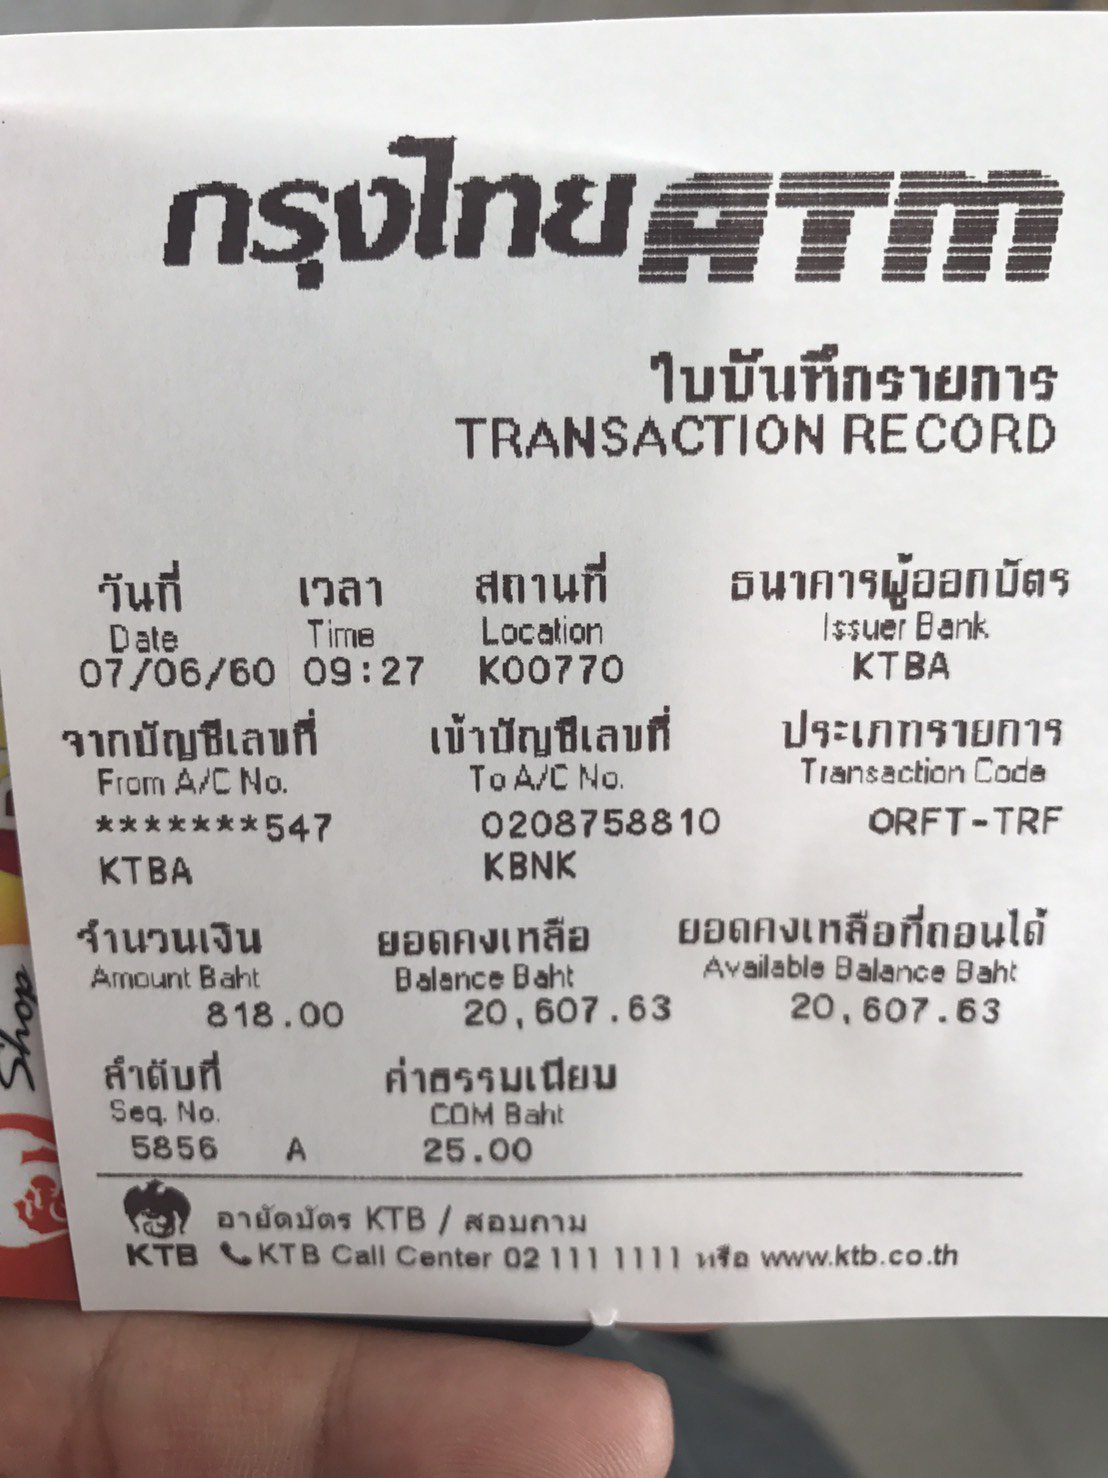 กรุงไทย ATM
ใบบันทึกรายการ
TRANSACTION RECORD
วันที่ เวลา สถานที่ ธนาคารผู้ออกบัตร
Date Time Location Issuer Bank
07/06/60 09:27 K00770 KTBA
จากบัญชีเลขที่ เข้าบัญชีเลขที่ ประเภทรายการ
From A/C No. To A/C No. Transaction Code
*******547 0208758810 ORFT-TRF
KTBA KBNK
จำนวนเงิน ยอดคงเหลือ ยอดคงเหลือที่ถอนได้
Amount Baht Balance Baht Available Balance Baht
818.00 20,607.63 20,607.63
ลำดับที่ ค่าธรรมเนียม
Seq. No. COM Baht
5856 A 25.00
อายัดบัตร KTB / สอบถาม
KTB KTB Call Center 02 111 1111 หรือ www.ktb.co.th
Shop